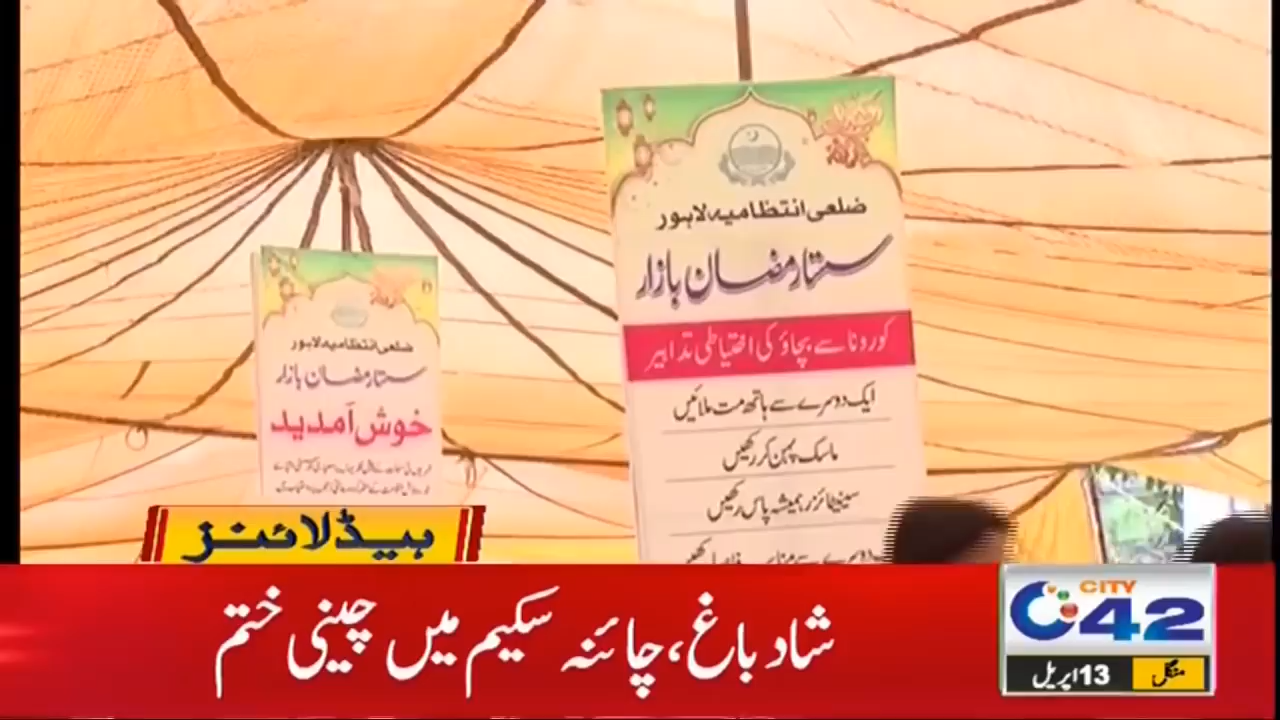 ضلعی انتظامیہ لاہور
سستا رمضان بازار
کورونا سے بچاؤ کی احتیاطی تدابیر
ایک دوسرے سے ہاتھ مت ملائیں
ماسک پہن کر رکھیں
سینیٹائزر ہمیشہ پاس رکھیں
دوسرے سے
ضلعی انتظامیہ لاہور
سستا رمضان بازار
خوش آمدید
ہیڈلائنز
شاد باغ، چائنہ سکیم میں چینی ختم
CITY
42
منگل
13 اپریل